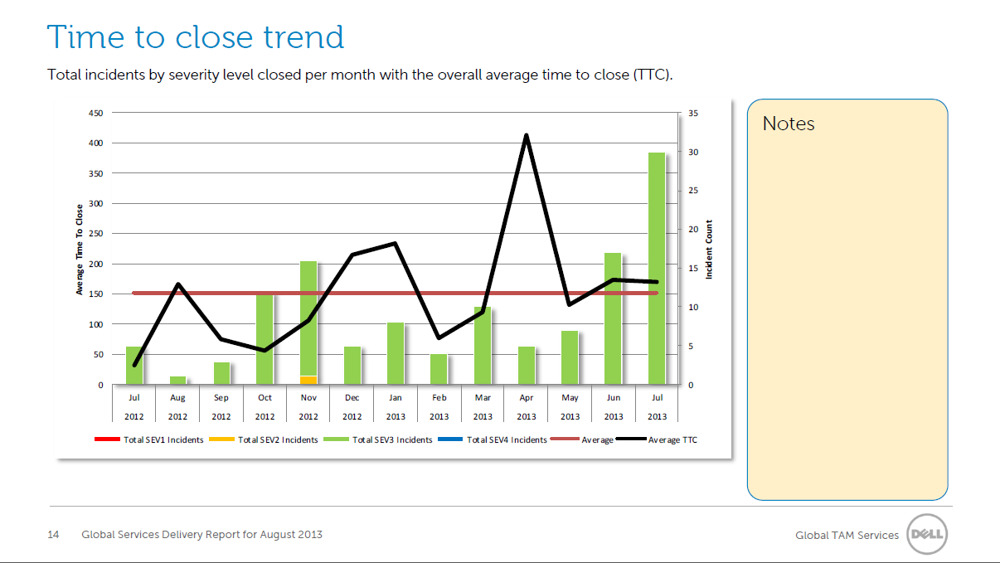 Time to close trend
Total incidents by severity level closed per month with the overall average time to close (TTC).
Notes
Average Time To Close
450
400
350
300
250
200
150
100
50
0
35
30
25
20
15
10
5
0
Incident Count
Jul Aug Sep Oct Nov Dec Jan Feb Mar Apr May Jun Jul
2012 2012 2012 2012 2012 2012 2013 2013 2013 2013 2013 2013 2013
Total SEV1 Incidents Total SEV2 Incidents Total SEV3 Incidents Total SEV4 Incidents Average Average TTC
14 Global Services Delivery Report for August 2013
Global TAM Services DELL